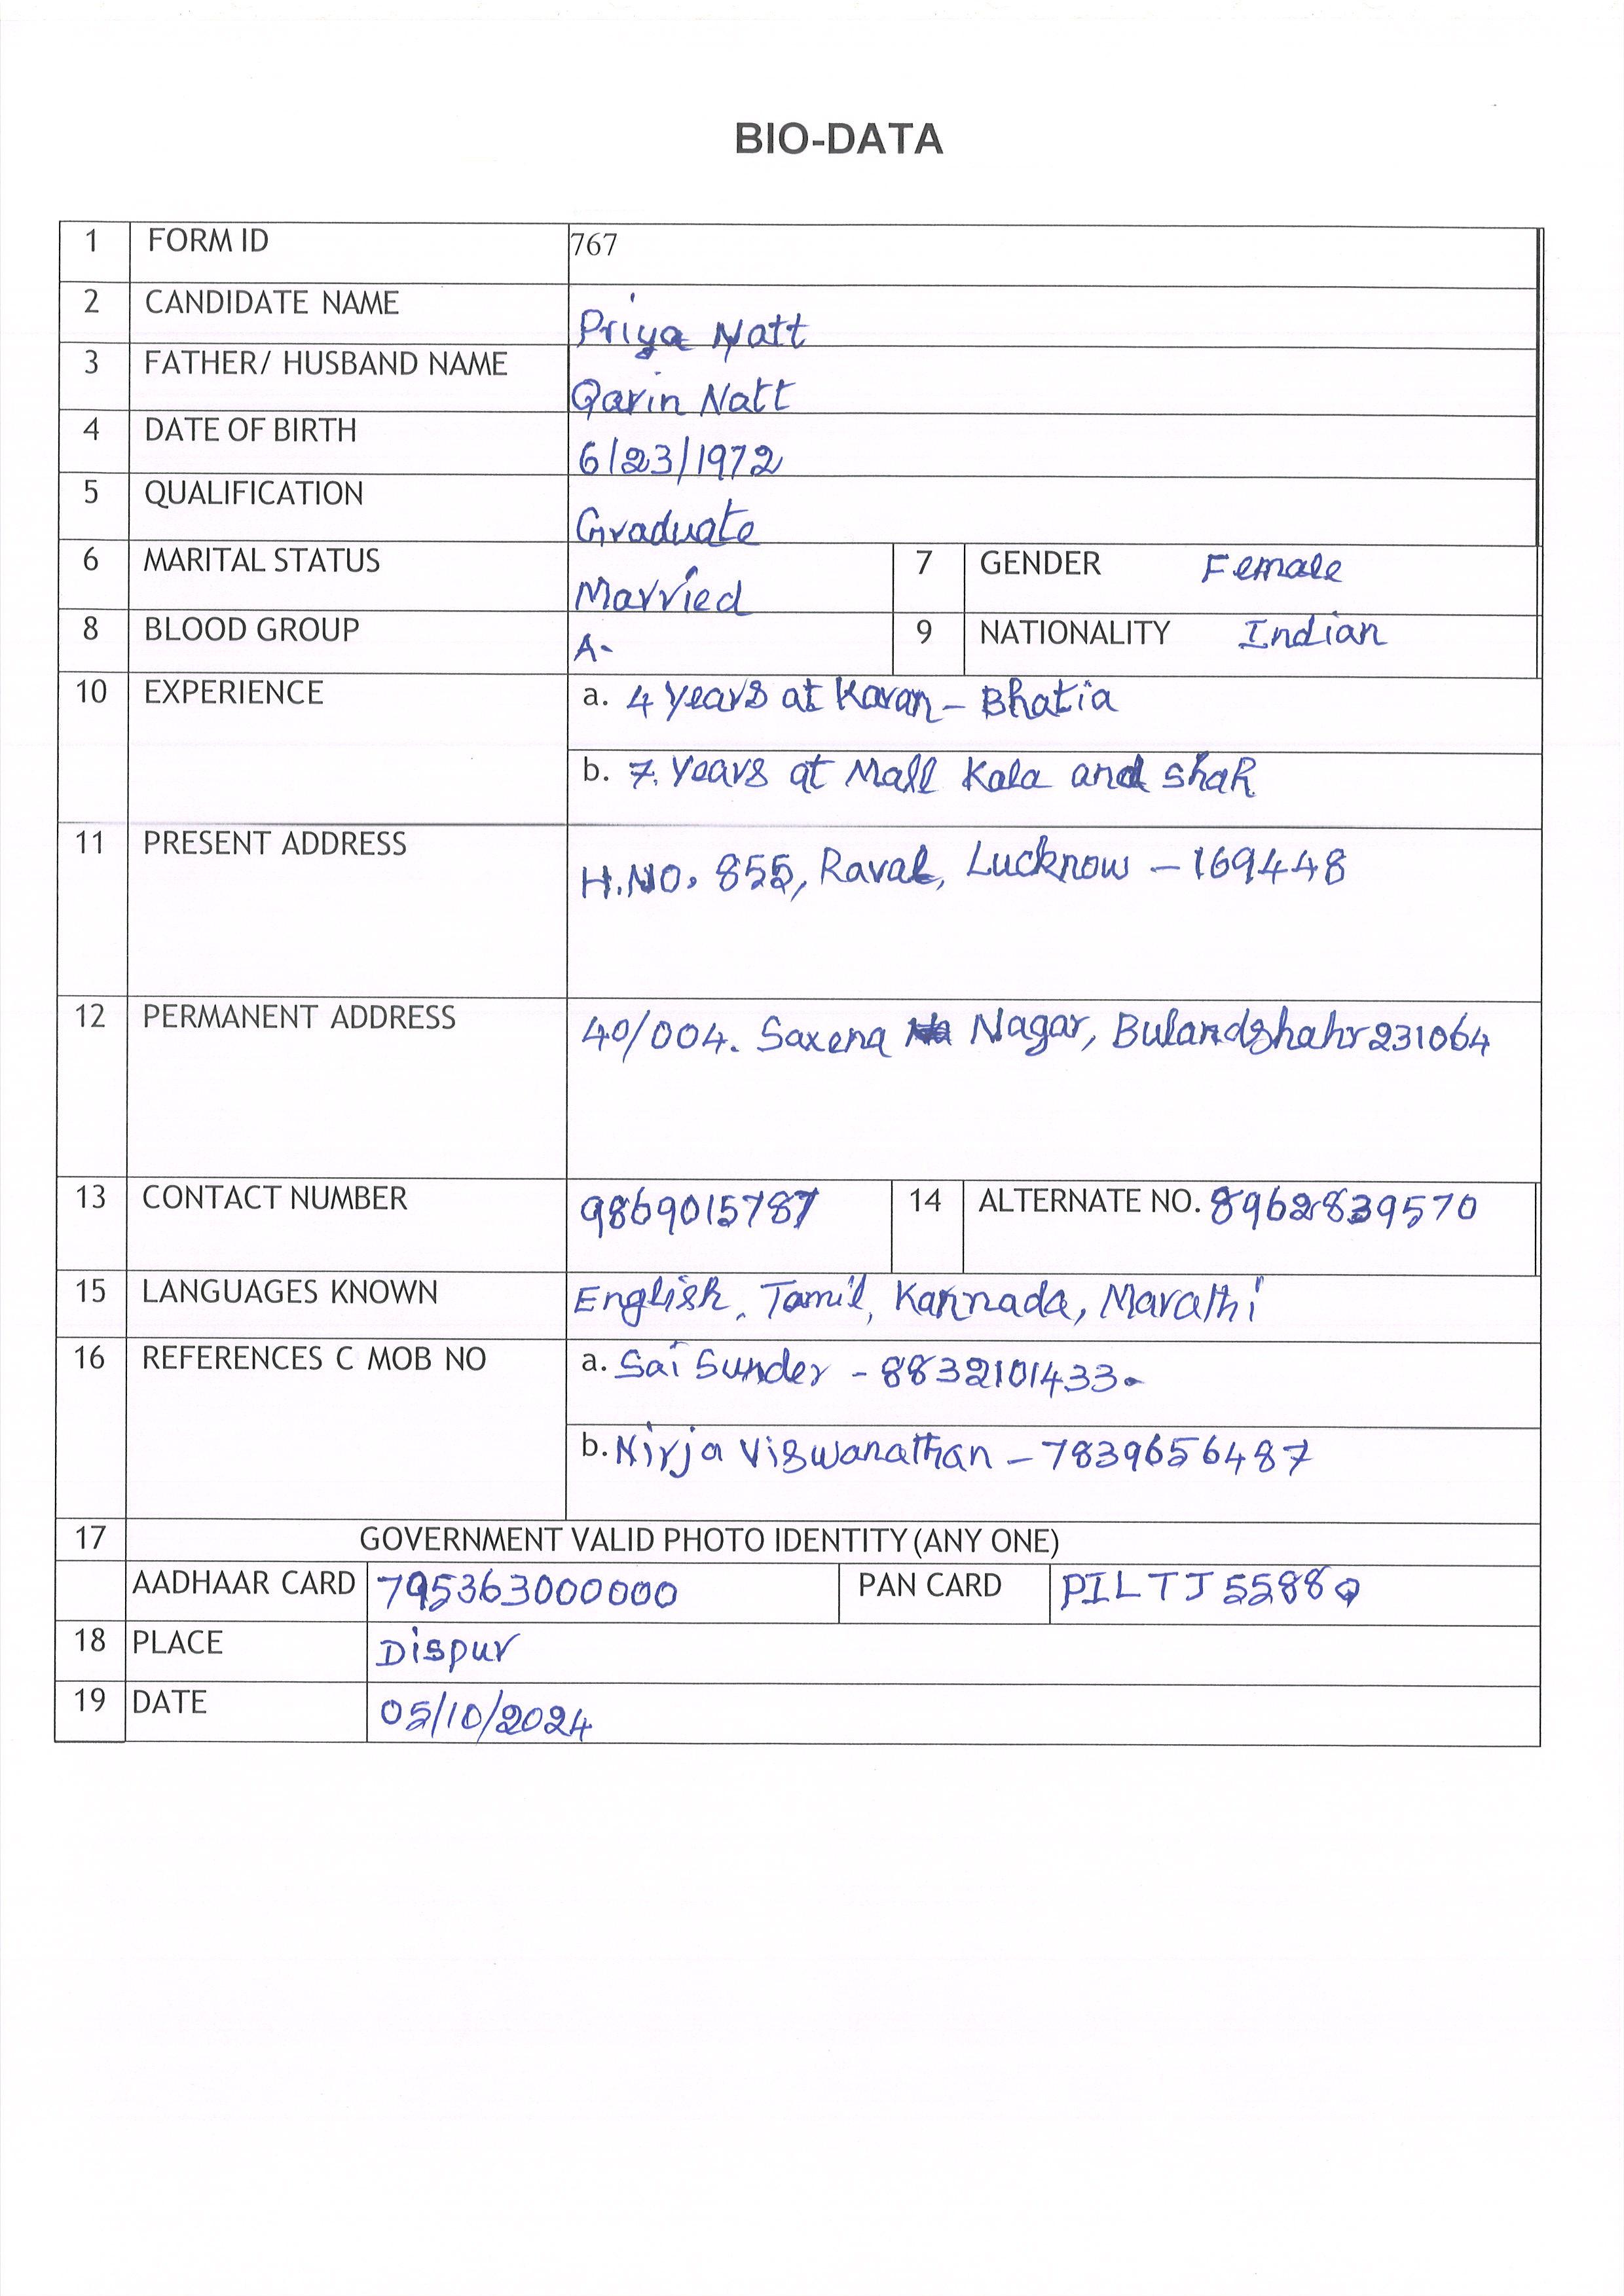 BIO-DATA
1 FORM ID 767
2 CANDIDATE NAME Priya Natt
3 FATHER/ HUSBAND NAME Qarin Natt
4 DATE OF BIRTH 6/23/1972
5 QUALIFICATION Graduate
6 MARITAL STATUS Married 7 GENDER Female
8 BLOOD GROUP A- 9 NATIONALITY Indian
10 EXPERIENCE a. 4 years at Karan - Bhatia
b. 7 Years at Mall Kala and Shah
11 PRESENT ADDRESS H.NO. 855, Raval, Lucknow - 169448
12 PERMANENT ADDRESS 40/004. Saxena Nagar, Bulandshahr 231064
13 CONTACT NUMBER 9869015787 14 ALTERNATE NO. 8962839570
15 LANGUAGES KNOWN English, Tamil, Kannada, Marathi
16 REFERENCES C MOB NO a. Sai Sunder - 8832101433.
b. Nirja Viswanathan - 7839656487
17 GOVERNMENT VALID PHOTO IDENTITY (ANY ONE)
AADHAAR CARD 795363000000 PAN CARD PILTJ5588Q
18 PLACE Dispur
19 DATE 05/10/2024